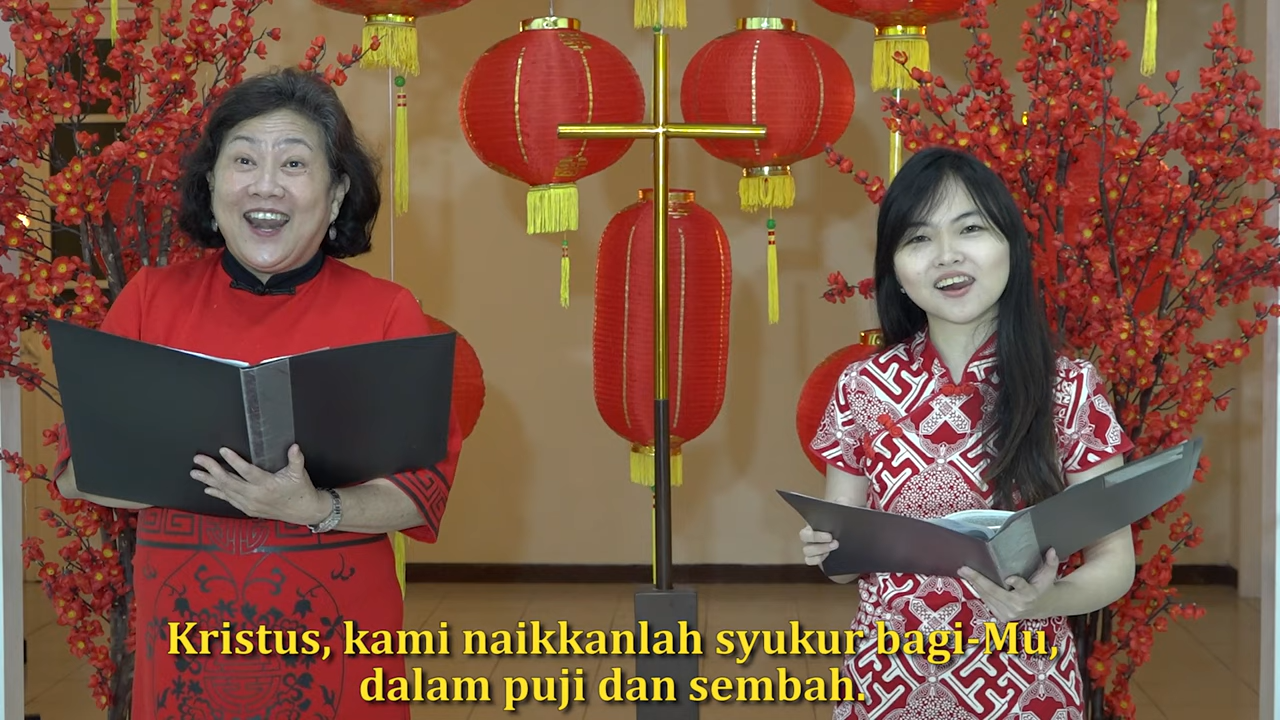 Kristus, kami naikkanlah syukur bagi-Mu,
dalam puji dan sembah.